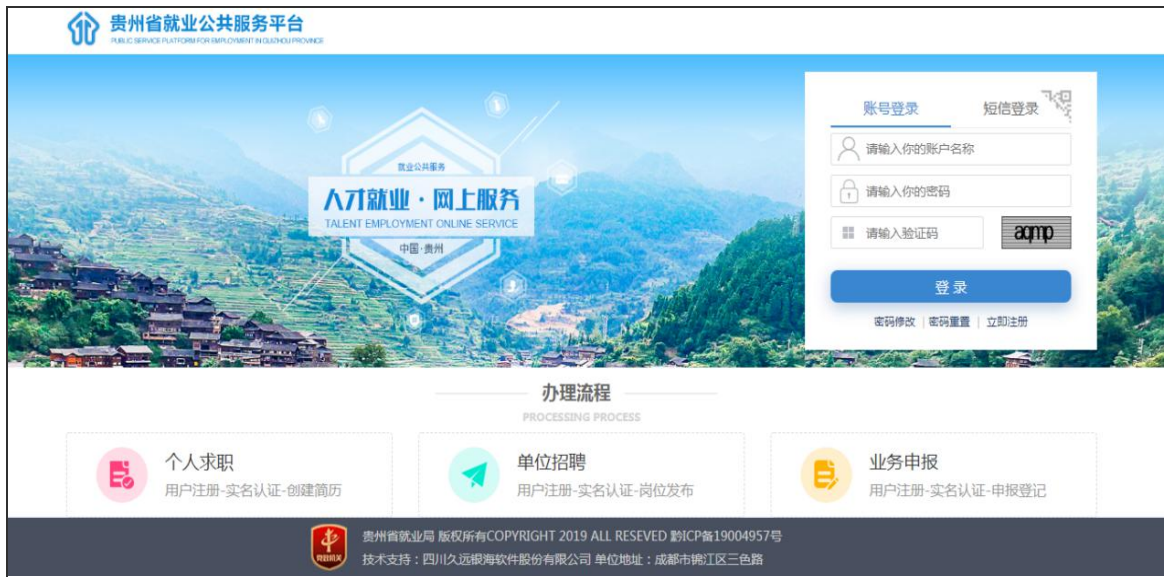 贵州省就业公共服务平台
PUBLIC SERVICE PLATFORM FOR EMPLOYMENT IN GUIZHOU PROVINCE
账号登录 短信登录
请输入你的账户名称
请输入你的密码
请输入验证码 aqmp
登录
密码修改 | 密码重置 | 立即注册
就业公共服务
人才就业·网上服务
TALENT EMPLOYMENT ONLINE SERVICE
中国·贵州
办理流程
PROCESSING PROCESS
个人求职
用户注册-实名认证-创建简历
单位招聘
用户注册-实名认证-岗位发布
业务申报
用户注册-实名认证-申报登记
党政机关
贵州省就业局 版权所有COPYRIGHT 2019 ALL RESEVED 黔ICP备19004957号
技术支持：四川久远银海软件股份有限公司 单位地址：成都市锦江区三色路